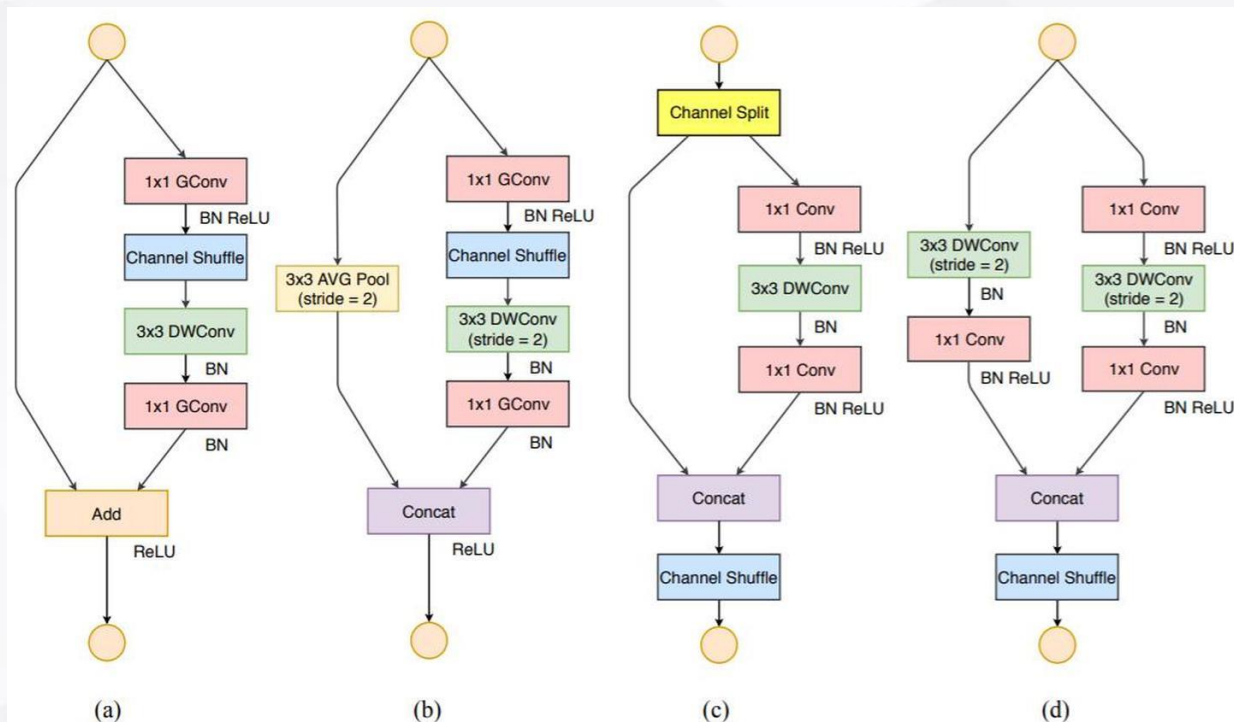 1x1 GConv
BN ReLU
Channel Shuffle
3x3 DWConv
BN
1x1 GConv
BN
Add
ReLU
(a)
3x3 AVG Pool
(stride = 2)
1x1 GConv
BN ReLU
Channel Shuffle
3x3 DWConv
(stride = 2)
BN
1x1 GConv
BN
Concat
ReLU
(b)
Channel Split
1x1 Conv
BN ReLU
3x3 DWConv
BN
1x1 Conv
BN ReLU
Concat
Channel Shuffle
(c)
3x3 DWConv
(stride = 2)
BN
1x1 Conv
BN ReLU
1x1 Conv
BN ReLU
3x3 DWConv
(stride = 2)
BN
1x1 Conv
BN ReLU
Concat
Channel Shuffle
(d)